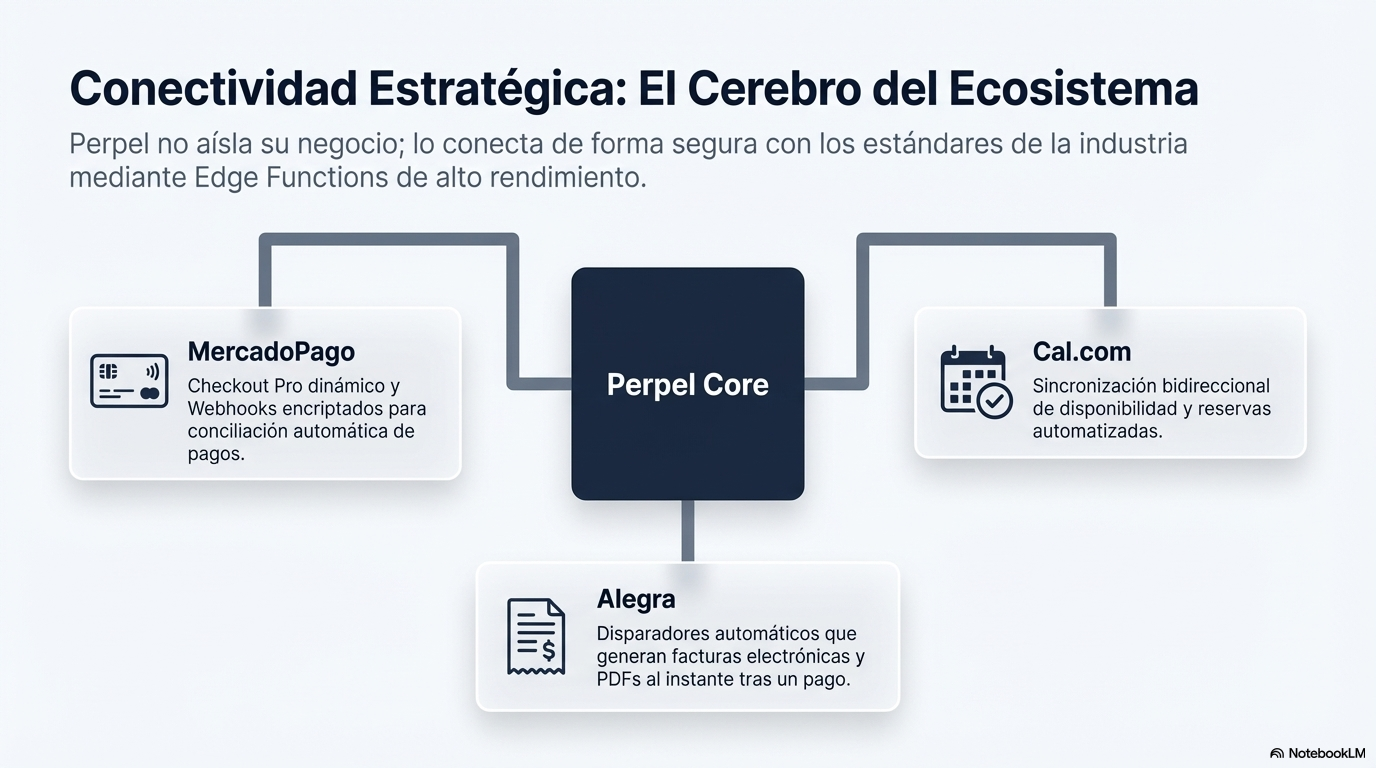 Conectividad Estratégica: El Cerebro del Ecosistema
Perpel no aísla su negocio; lo conecta de forma segura con los estándares de la industria
mediante Edge Functions de alto rendimiento.
MercadoPago
Checkout Pro dinámico y
Webhooks encriptados para
conciliación automática de
pagos.
Perpel Core
Cal.com
Sincronización bidireccional
de disponibilidad y reservas
automatizadas.
Alegra
Disparadores automáticos que
generan facturas electrónicas y
PDFs al instante tras un pago.
$
NotebookLM